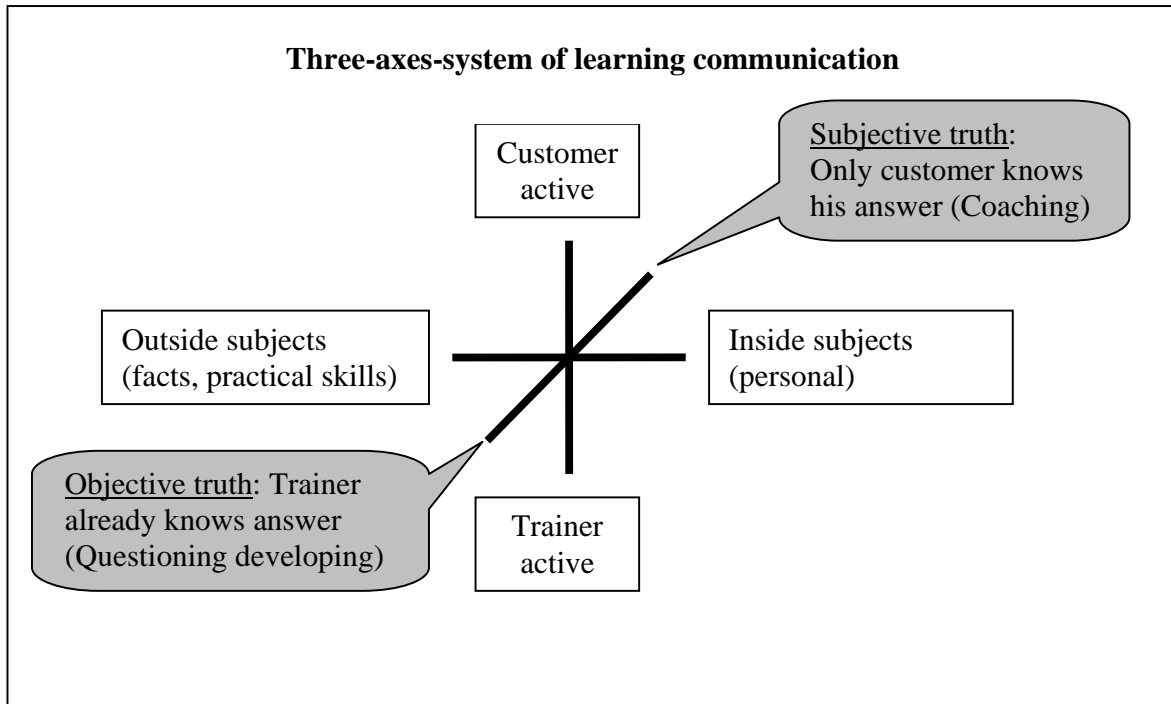 Three-axes-system of learning communication
Customer
active
Subjective truth:
Only customer knows
his answer (Coaching)
Outside subjects
(facts, practical skills)
Inside subjects
(personal)
Objective truth: Trainer
already knows answer
(Questioning developing)
Trainer
active